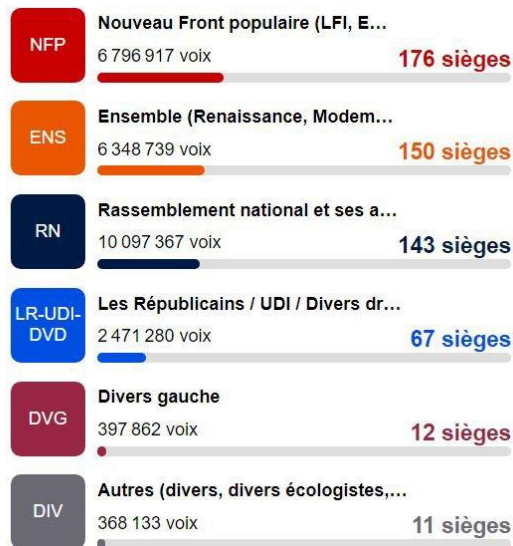 NFP
Nouveau Front populaire (LFI, E...
6 796 917 voix
176 sièges
ENS
Ensemble (Renaissance, Modem...
6 348 739 voix
150 sièges
RN
Rassemblement national et ses a...
10 097 367 voix
143 sièges
LR-UDI-
DVD
Les Républicains / UDI / Divers dr...
2 471 280 voix
67 sièges
DVG
Divers gauche
397 862 voix
12 sièges
DIV
Autres (divers, divers écologistes,...
368 133 voix
11 sièges